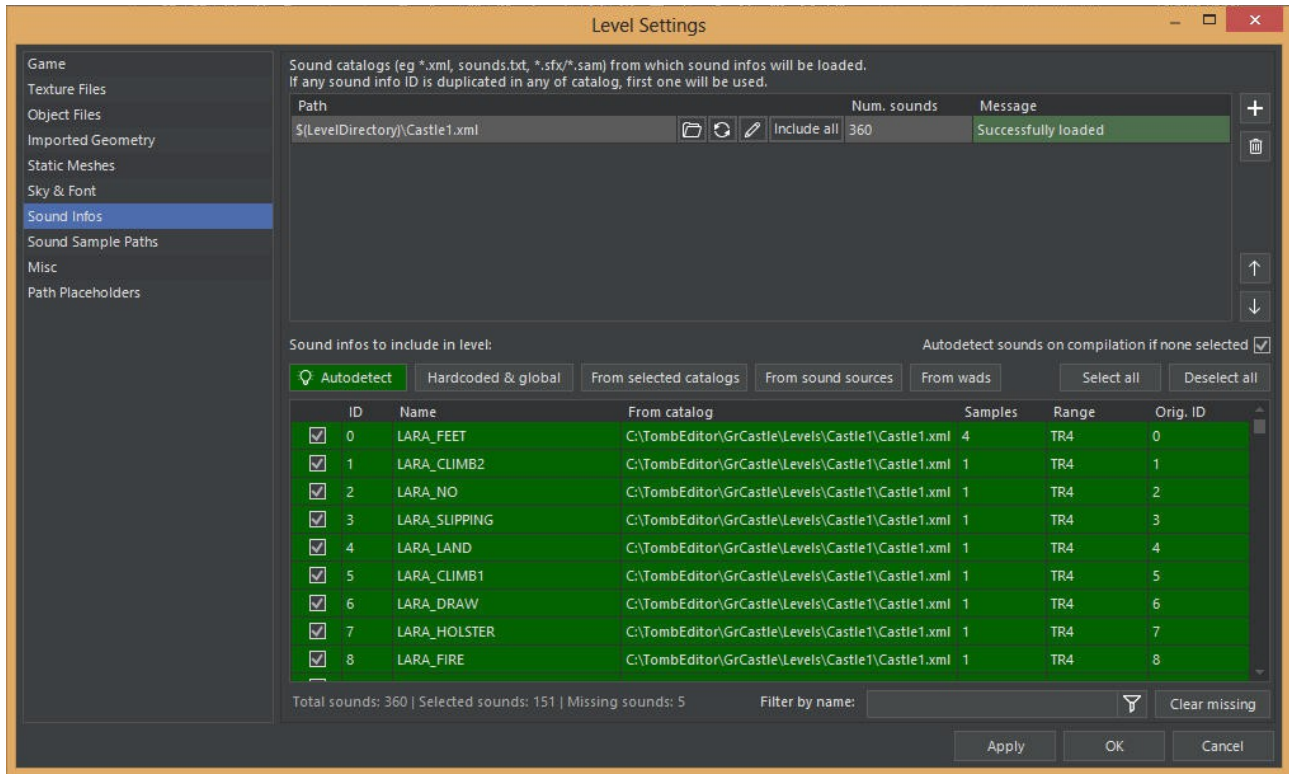 Level Settings
Game
Texture Files
Object Files
Imported Geometry
Static Meshes
Sky & Font
Sound Infos
Sound Sample Paths
Misc
Path Placeholders
Sound catalogs (eg *.xml, sounds.txt, *.sfx/*.sam) from which sound infos will be loaded.
If any sound info ID is duplicated in any of catalog, first one will be used.
Path Num. sounds Message
$(LevelDirectory)\Castle1.xml Include all 360 Successfully loaded
Sound infos to include in level: Autodetect sounds on compilation if none selected
Autodetect Hardcoded & global From selected catalogs From sound sources From wads Select all Deselect all
ID Name From catalog Samples Range Orig. ID
0 LARA_FEET C:\TombEditor\GrCastle\Levels\Castle1\Castle1.xml 4 TR4 0
1 LARA_CLIMB2 C:\TombEditor\GrCastle\Levels\Castle1\Castle1.xml 1 TR4 1
2 LARA_NO C:\TombEditor\GrCastle\Levels\Castle1\Castle1.xml 1 TR4 2
3 LARA_SLIPPING C:\TombEditor\GrCastle\Levels\Castle1\Castle1.xml 1 TR4 3
4 LARA_LAND C:\TombEditor\GrCastle\Levels\Castle1\Castle1.xml 1 TR4 4
5 LARA_CLIMB1 C:\TombEditor\GrCastle\Levels\Castle1\Castle1.xml 1 TR4 5
6 LARA_DRAW C:\TombEditor\GrCastle\Levels\Castle1\Castle1.xml 1 TR4 6
7 LARA_HOLSTER C:\TombEditor\GrCastle\Levels\Castle1\Castle1.xml 1 TR4 7
8 LARA_FIRE C:\TombEditor\GrCastle\Levels\Castle1\Castle1.xml 1 TR4 8
Total sounds: 360 | Selected sounds: 151 | Missing sounds: 5 Filter by name: Clear missing
Apply OK Cancel